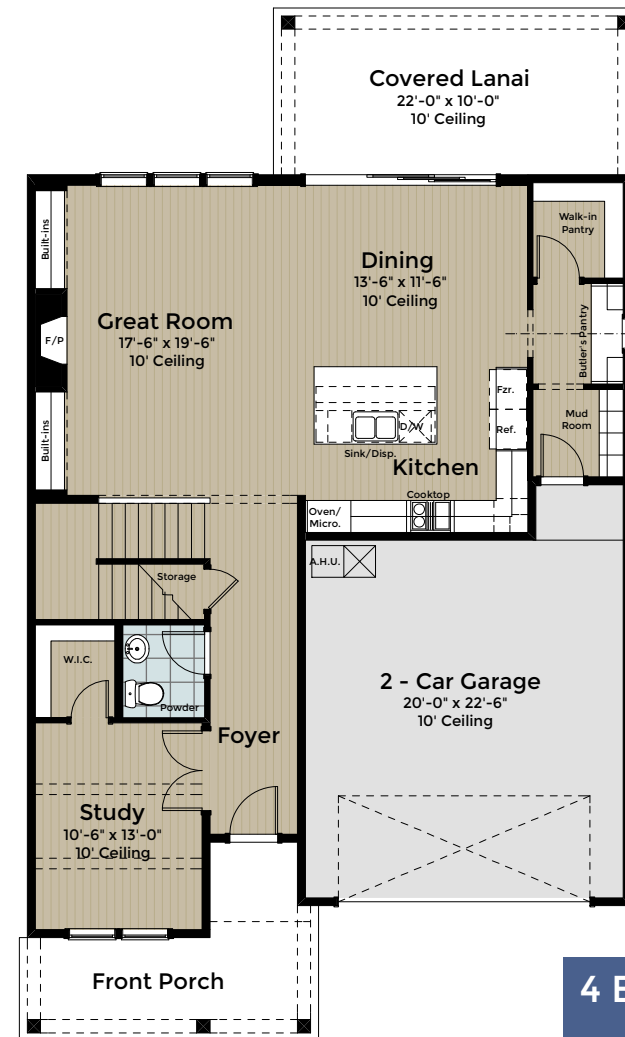 Covered Lanai
22'-0" x 10'-0"
10' Ceiling
Built-ins
Walk-in
Pantry
Dining
13'-6" x 11'-6"
10' Ceiling
Great Room
17'-6" x 19'-6"
10' Ceiling
F/P
Butler's Pantry
Built-ins
Fzr.
Ref.
D/W
Sink/Disp.
Mud
Room
Kitchen
Cooktop
Oven/
Micro.
A.H.U.
Storage
W.I.C.
Powder
2 - Car Garage
20'-0" x 22'-6"
10' Ceiling
Foyer
Study
10'-6" x 13'-0"
10' Ceiling
Front Porch
4